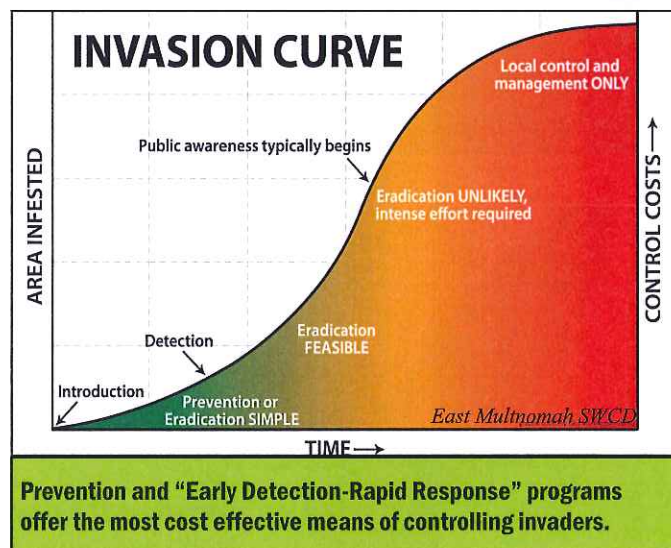 INVASION CURVE
Local control and
management ONLY
Public awareness typically begins
Eradication UNLIKELY,
intense effort required
Eradication
FEASIBLE
Detection
Introduction
Prevention or
Eradication SIMPLE
East Multnomah SWCD
AREA INFESTED
CONTROL COSTS →
TIME →
Prevention and “Early Detection-Rapid Response” programs
offer the most cost effective means of controlling invaders.